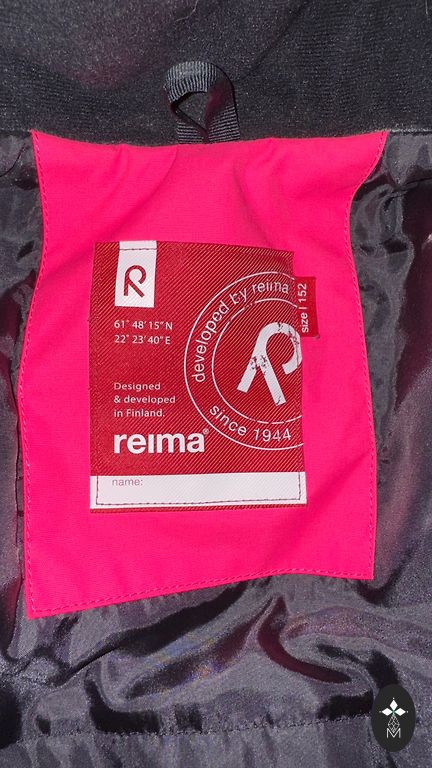 R
61° 48' 15" N
22° 23' 40" E
Designed
& developed
in Finland.
reima®
name:
developed by reima
R
since 1944
size | 152
M